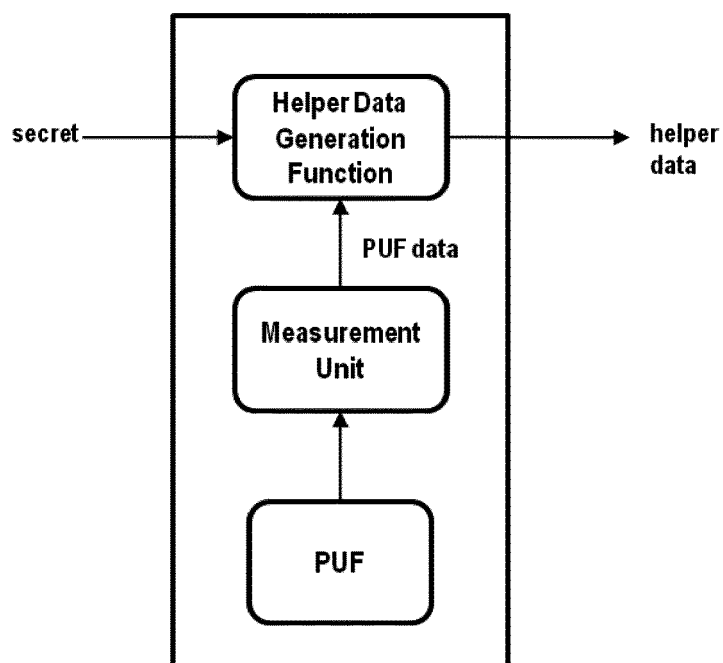 Helper Data
Generation
Function
secret
helper
data
PUF data
Measurement
Unit
PUF